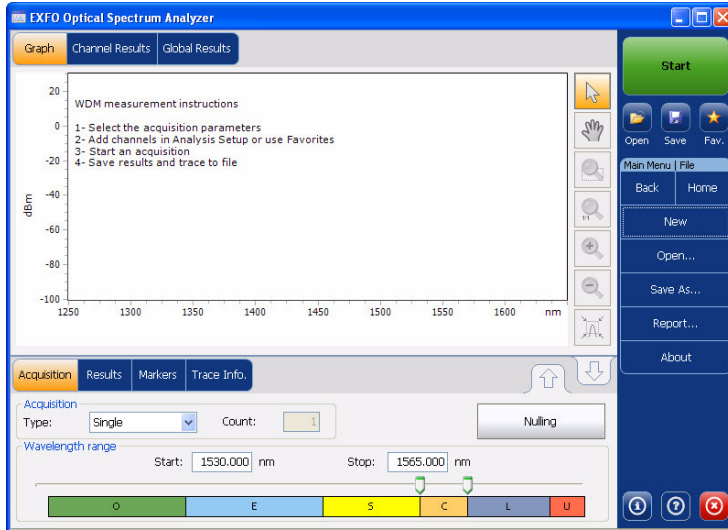 EXFO Optical Spectrum Analyzer
Graph Channel Results Global Results
Start
Open Save Fav.
Main Menu | File
Back Home
New
Open...
Save As...
Report...
About
WDM measurement instructions
1- Select the acquisition parameters
2- Add channels in Analysis Setup or use Favorites
3- Start an acquisition
4- Save results and trace to file
dBm
20
0
-20
-40
-60
-80
-100
1250 1300 1350 1400 1450 1500 1550 1600 nm
1:1
Acquisition Results Markers Trace Info.
Acquisition
Type: Single Count: 1
Nulling
Wavelength range
Start: 1530.000 nm Stop: 1565.000 nm
O E S C L U